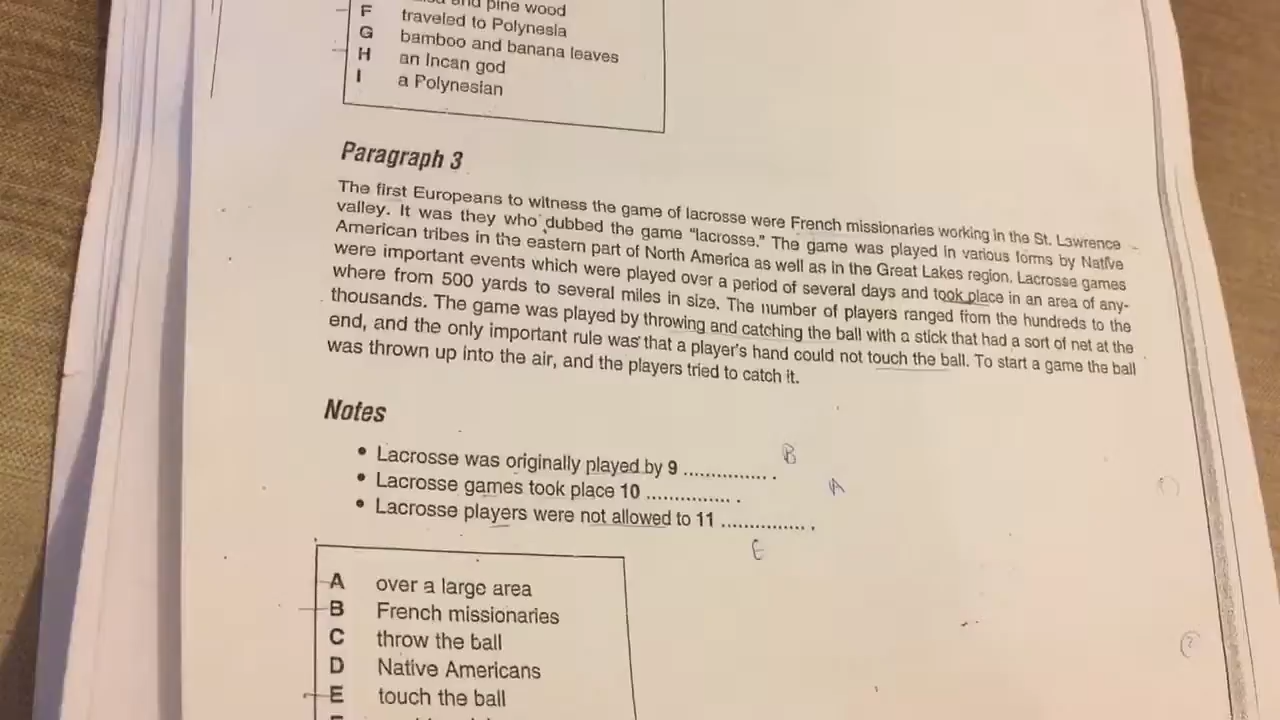 and pine wood
F traveled to Polynesia
G bamboo and banana leaves
H an Incan god
I a Polynesian
Paragraph 3
The first Europeans to witness the game of lacrosse were French missionaries working in the St. Lawrence
valley. It was they who dubbed the game “lacrosse.” The game was played in various forms by Native
American tribes in the eastern part of North America as well as in the Great Lakes region. Lacrosse games
were important events which were played over a period of several days and took place in an area of any-
where from 500 yards to several miles in size. The number of players ranged from the hundreds to the
thousands. The game was played by throwing and catching the ball with a stick that had a sort of net at the
end, and the only important rule was that a player's hand could not touch the ball. To start a game the ball
was thrown up into the air, and the players tried to catch it.
Notes
• Lacrosse was originally played by 9 ............... .
B
• Lacrosse games took place 10 ............... .
A
• Lacrosse players were not allowed to 11 ............... .
E
A over a large area
B French missionaries
C throw the ball
D Native Americans
E touch the ball